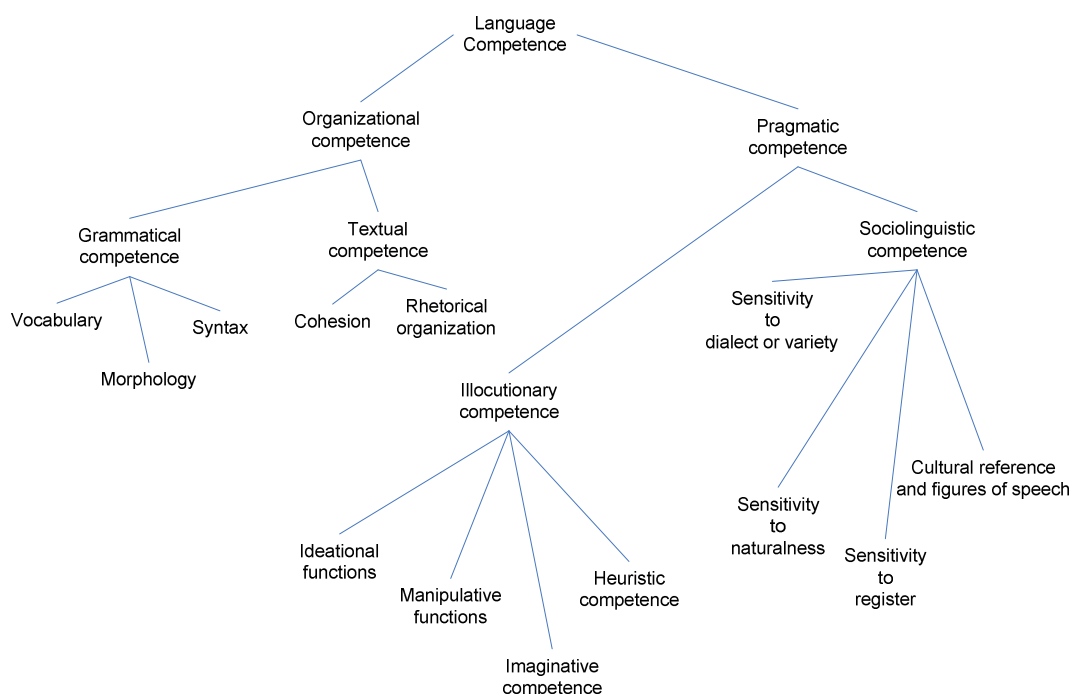 Language
Competence
Organizational
competence
Pragmatic
competence
Grammatical
competence
Textual
competence
Sociolinguistic
competence
Vocabulary
Morphology
Syntax
Cohesion
Rhetorical
organization
Illocutionary
competence
Sensitivity
to
dialect or variety
Sensitivity
to
naturalness
Sensitivity
to
register
Cultural reference
and figures of speech
Ideational
functions
Manipulative
functions
Imaginative
competence
Heuristic
competence